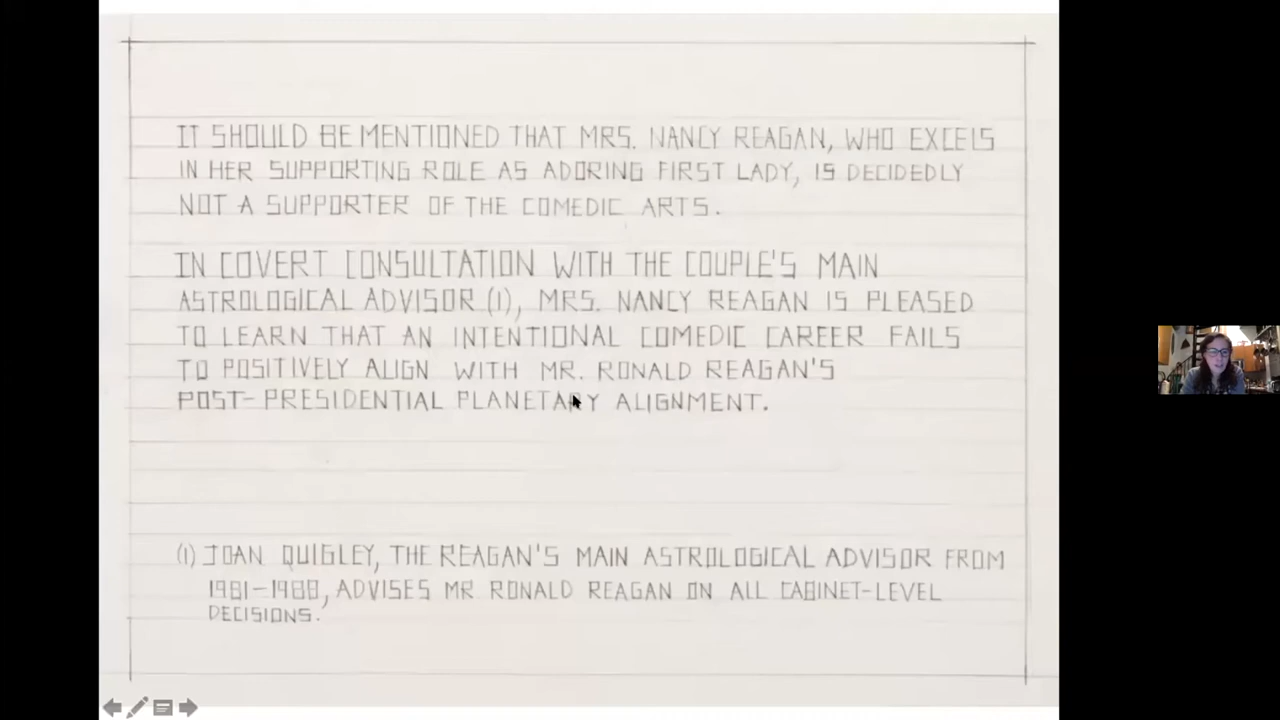 IT SHOULD BE MENTIONED THAT MRS. NANCY REAGAN, WHO EXCELS
IN HER SUPPORTING ROLE AS ADORING FIRST LADY, IS DECIDEDLY
NOT A SUPPORTER OF THE COMEDIC ARTS.
IN COVERT CONSULTATION WITH THE COUPLE'S MAIN
ASTROLOGICAL ADVISOR (1), MRS. NANCY REAGAN IS PLEASED
TO LEARN THAT AN INTENTIONAL COMEDIC CAREER FAILS
TO POSITIVELY ALIGN WITH MR. RONALD REAGAN'S
POST-PRESIDENTIAL PLANETARY ALIGNMENT.
(1) JOAN QUIGLEY, THE REAGAN'S MAIN ASTROLOGICAL ADVISOR FROM
1981-1988, ADVISES MR RONALD REAGAN ON ALL CABINET-LEVEL
DECISIONS.